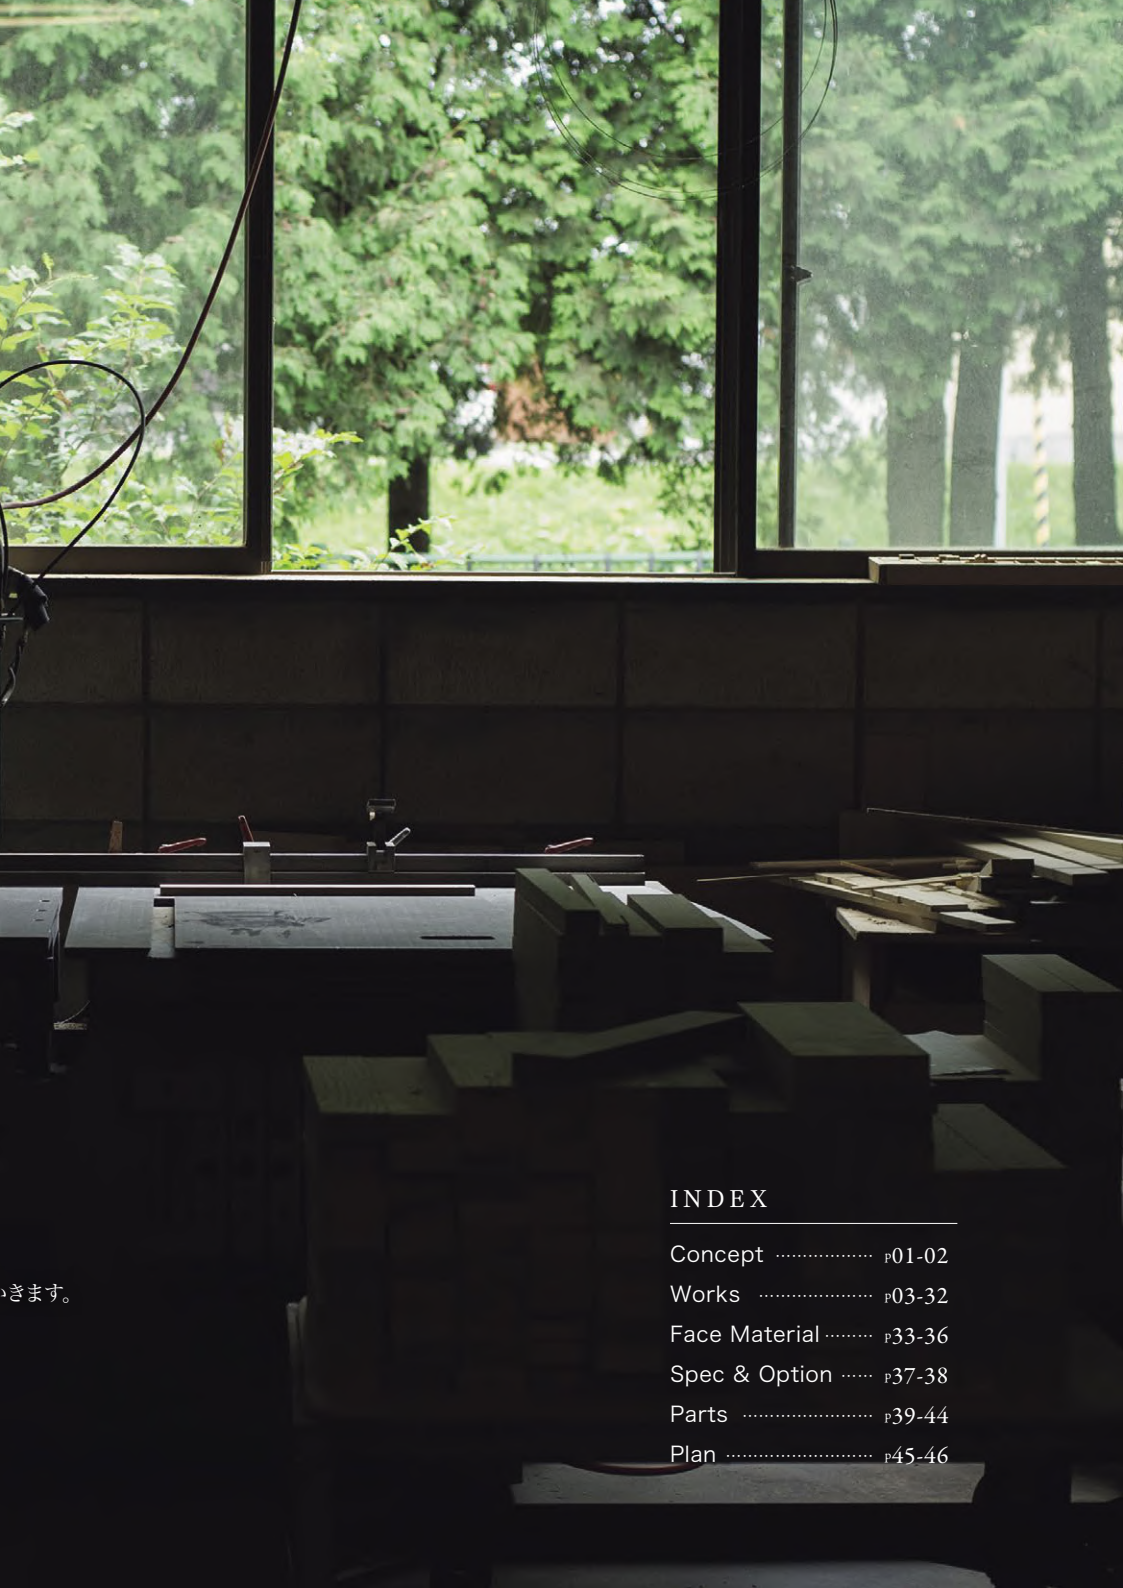 きます。
INDEX
Concept ………………… p01-02
Works ………………… p03-32
Face Material ……… p33-36
Spec & Option …… p37-38
Parts …………………… p39-44
Plan ……………………… p45-46